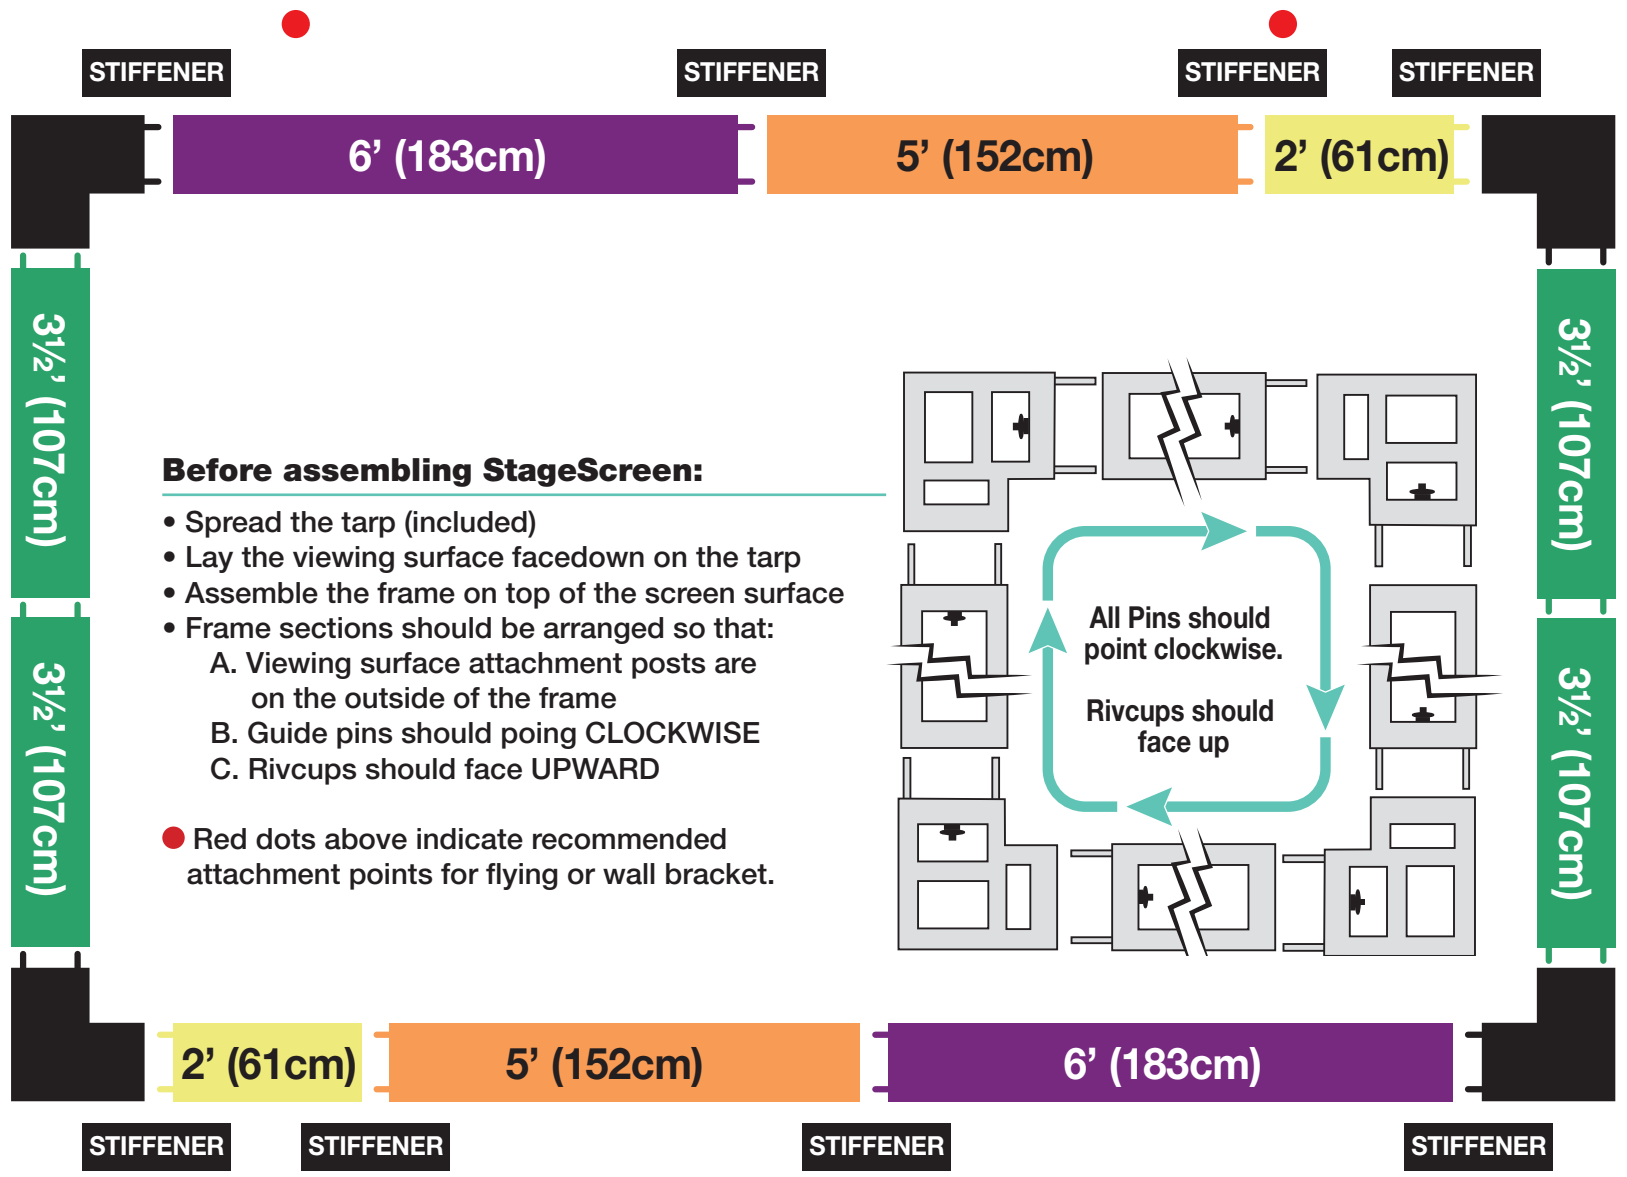 STIFFENER STIFFENER STIFFENER STIFFENER
6’ (183cm) 5’ (152cm) 2’ (61cm)
3½’ (107cm)
3½’ (107cm)
3½’ (107cm)
3½’ (107cm)
Before assembling StageScreen:
• Spread the tarp (included)
• Lay the viewing surface facedown on the tarp
• Assemble the frame on top of the screen surface
• Frame sections should be arranged so that:
A. Viewing surface attachment posts are
on the outside of the frame
B. Guide pins should poing CLOCKWISE
C. Rivcups should face UPWARD
Red dots above indicate recommended
attachment points for flying or wall bracket.
All Pins should
point clockwise.
Rivcups should
face up
2’ (61cm) 5’ (152cm) 6’ (183cm)
STIFFENER STIFFENER STIFFENER STIFFENER